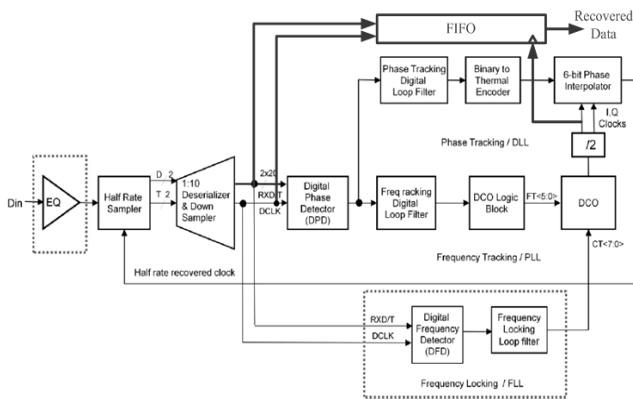 FIFO
Recovered
Data
Phase Tracking
Digital
Loop Filter
Binary to
Thermal
Encoder
6-bit Phase
Interpolator
I,Q
Clocks
Phase Tracking / DLL
/2
Din
EQ
Half Rate
Sampler
D 2
T 2
1:10
Deserializer
& Down
Sampler
2x20
RXD/T
DCLK
Digital
Phase
Detector
(DPD)
Freq racking
Digital
Loop Filter
DCO Logic
Block
FT<5:0>
DCO
CT<7:0>
Frequency Tracking / PLL
Half rate recovered clock
RXD/T
DCLK
Digital
Frequency
Detector
(DFD)
Frequency
Locking
Loop filter
Frequency Locking / FLL